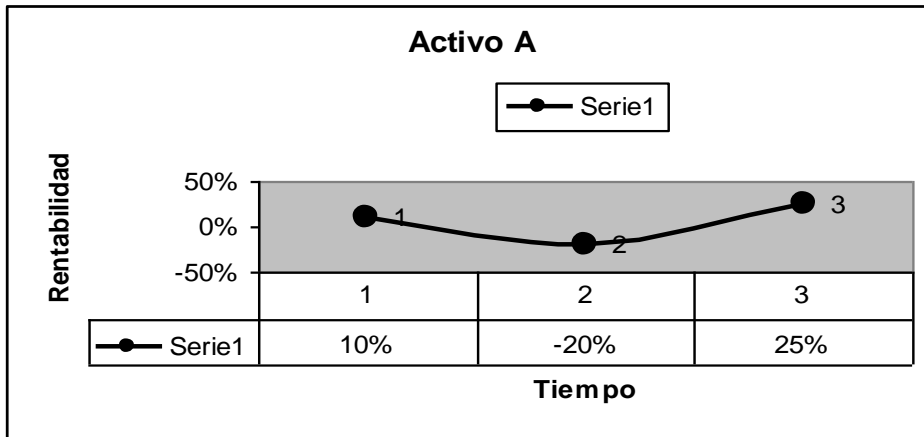 Activo A
Serie1
Rentabilidad
50%
0%
-50%
1
2
3
1 2 3
Serie1 10% -20% 25%
Tiempo